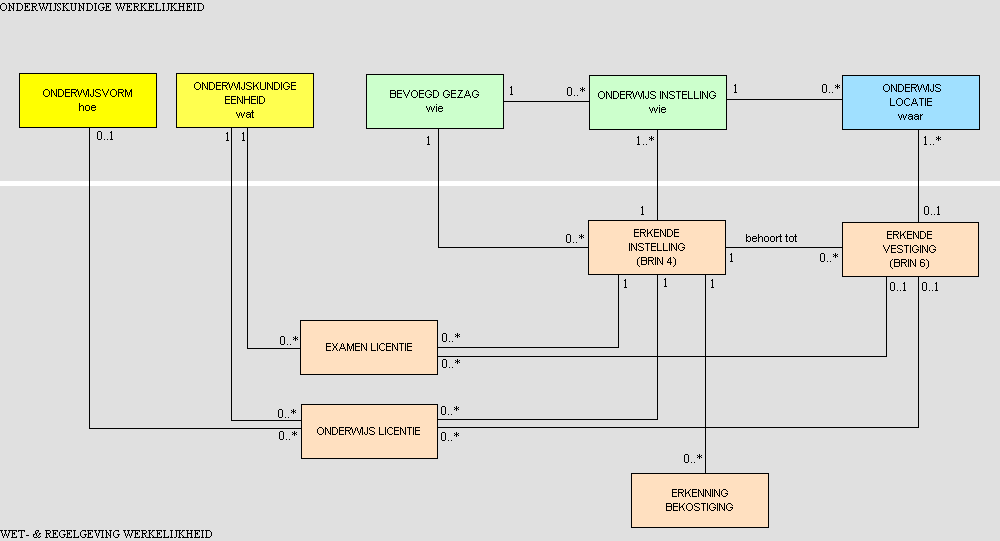 ONDERWIJSKUNDIGE WERKELIJKHEID
ONDERWIJSVORM
hoe
ONDERWIJSKUNDIGE
EENHEID
wat
BEVOEGD GEZAG
wie
1
0..*
ONDERWIJS INSTELLING
wie
1
0..*
ONDERWIJS
LOCATIE
waar
0..1
1
1
1
1..*
1..*
1
0..1
0..*
ERKENDE
INSTELLING
(BRIN 4)
behoort tot
1
0..*
ERKENDE
VESTIGING
(BRIN 6)
1
1
1
0..1
0..1
0..*
EXAMEN LICENTIE
0..*
0..*
0..*
0..*
ONDERWIJS LICENTIE
0..*
0..*
0..*
ERKENNING
BEKOSTIGING
WET- & REGELGEVING WERKELIJKHEID